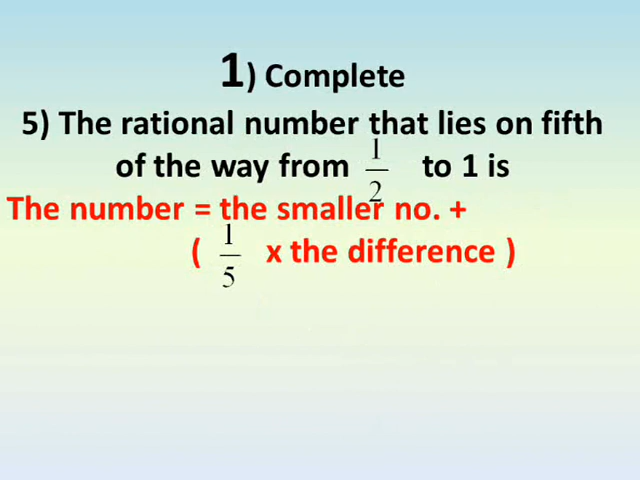 1) Complete
5) The rational number that lies on fifth
of the way from 1/2 to 1 is
The number = the smaller no. +
( 1/5 x the difference )